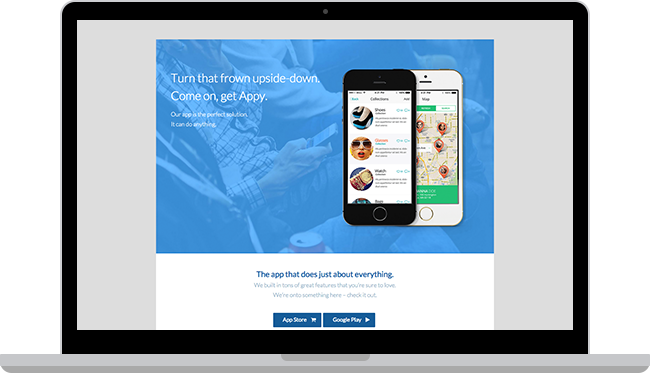 Turn that frown upside-down.
Come on, get Appy.
Our app is the perfect solution.
It can do anything.
Collections
Shoes
Glasses
Watch
Bags
Map
The app that does just about everything.
We built in tons of great features that you're sure to love.
We're onto something here – check it out.
App Store
Google Play